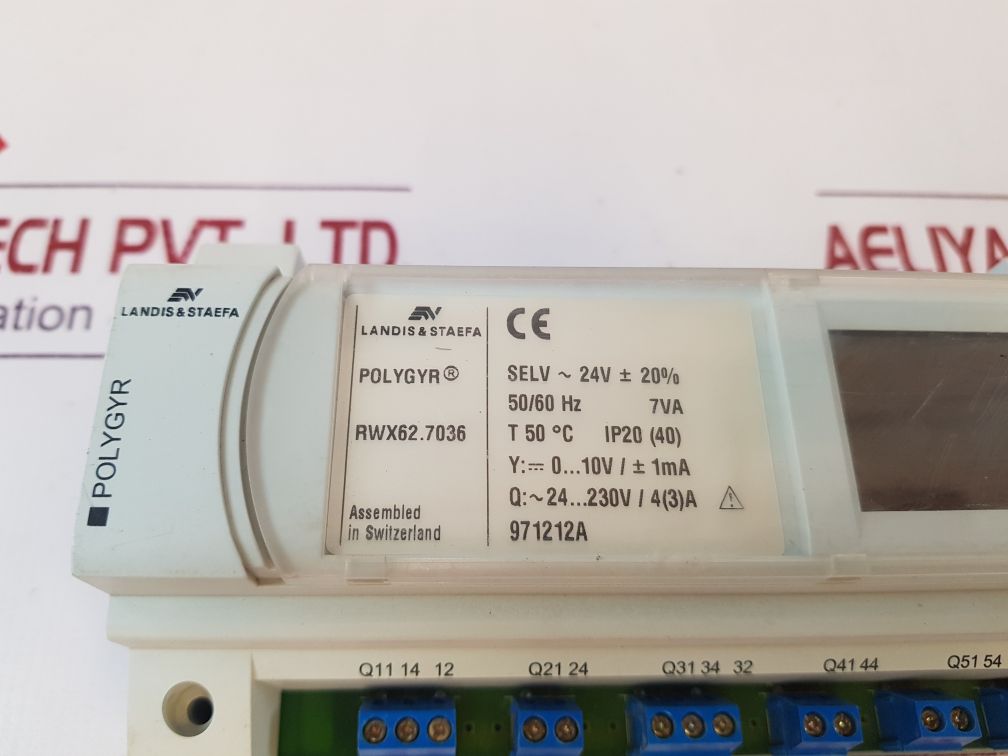 ECH PVT. LTD
AELIYA
ation
LANDIS & STAEFA
POLYGYR
LANDIS & STAEFA
POLYGYR®
RWX62.7036
Assembled
in Switzerland
CE
SELV ~ 24V ± 20%
50/60 Hz 7VA
T 50 °C IP20 (40)
Y:⎓ 0...10V / ± 1mA
Q:~24...230V / 4(3)A
971212A
Q11 14 12 Q21 24 Q31 34 32 Q41 44 Q51 54